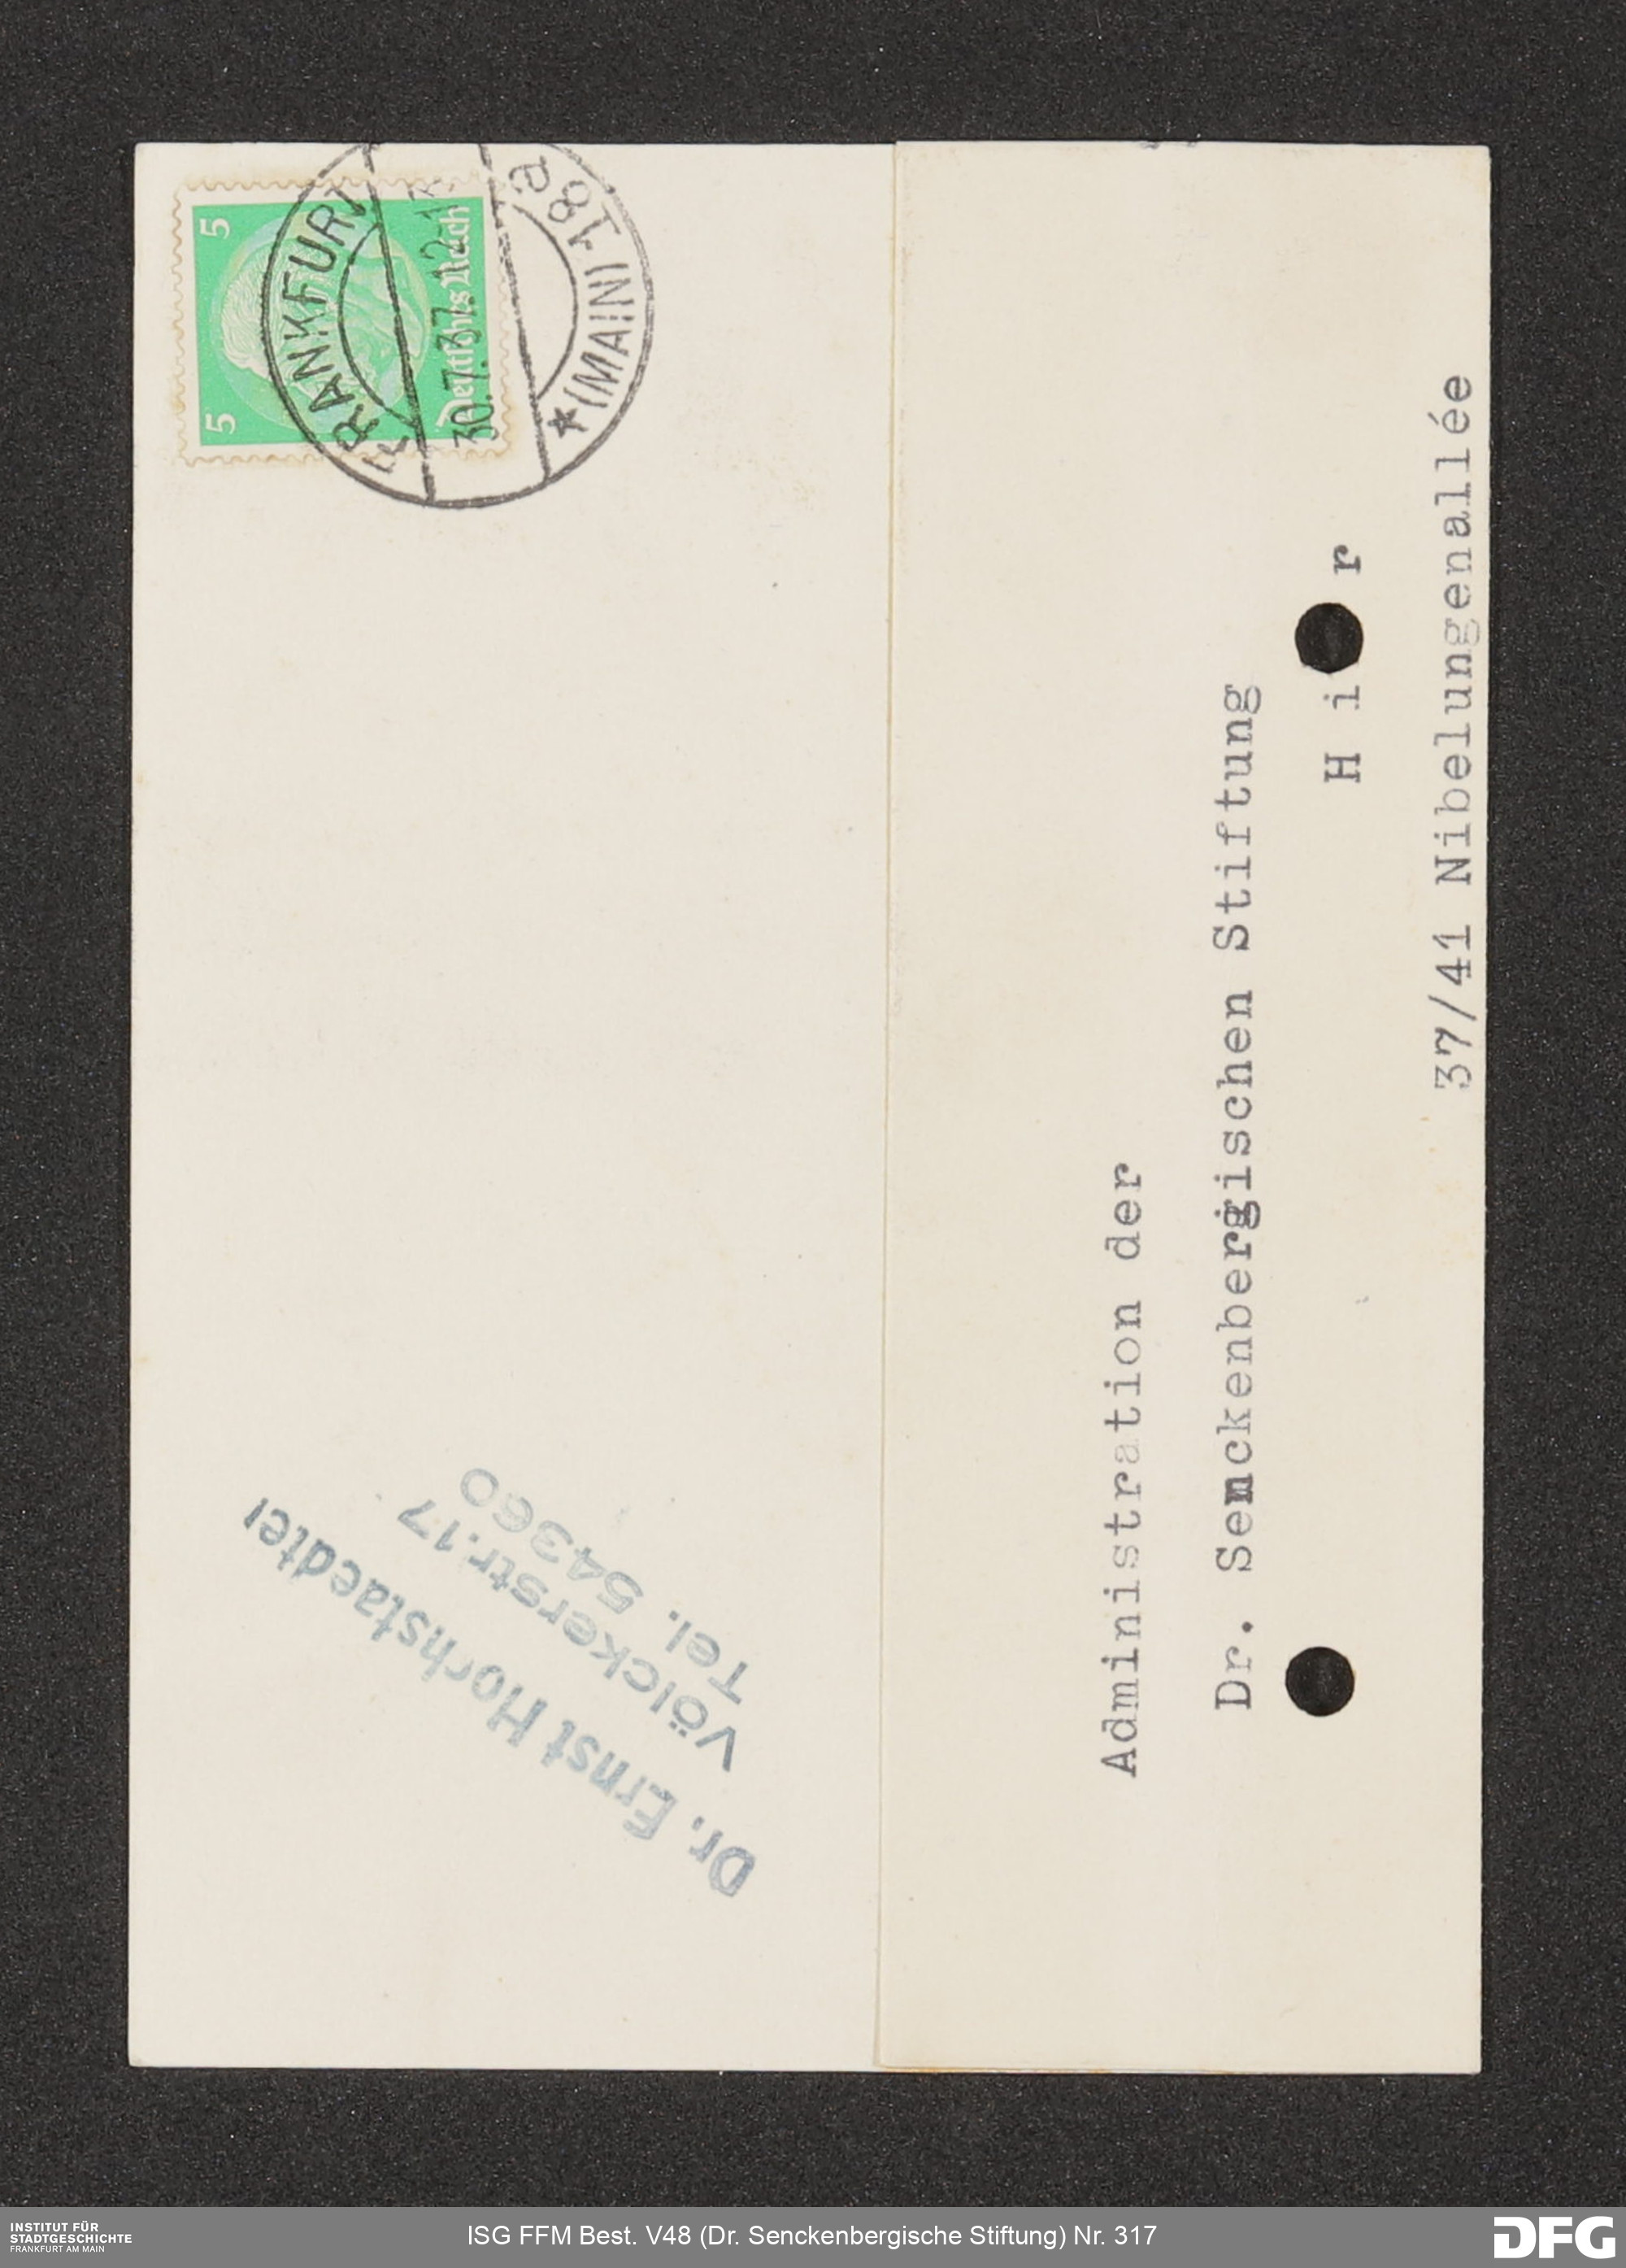 5 5
Deutsches Reich
FRANKFURT
30.7.37. 12
* (MAIN) 18 a
Dr. Ernst Hochstaedter
Völckerstr. 17
Tel. 54360
Administration der
Dr. Senckenbergischen Stiftung
H i r
37/41 Nibelungenallée
INSTITUT FÜR
STADTGESCHICHTE
FRANKFURT AM MAIN
ISG FFM Best. V48 (Dr. Senckenbergische Stiftung) Nr. 317
DFG